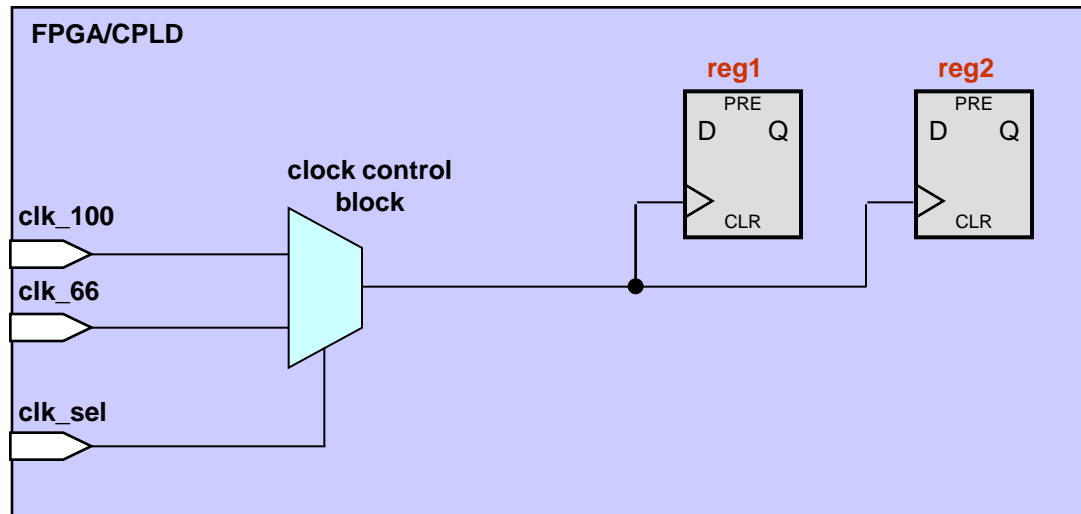 FPGA/CPLD
reg1
reg2
PRE
D Q
CLR
PRE
D Q
CLR
clock control
block
clk_100
clk_66
clk_sel